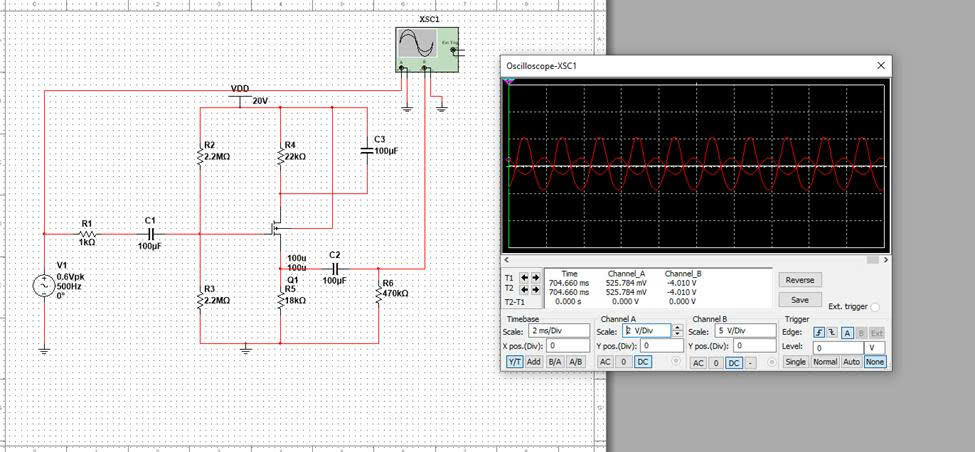 XSC1
Ext Trig
A
B
VDD
20V
R2
2.2MΩ
R4
22kΩ
C3
100µF
R1
1kΩ
C1
100µF
V1
0.6Vpk
500Hz
0°
100u
100u
Q1
C2
100µF
R3
2.2MΩ
R5
18kΩ
R6
470kΩ
Oscilloscope-XSC1
Time Channel_A Channel_B
T1 704.660 ms 525.784 mV -4.010 V
T2 704.660 ms 525.784 mV -4.010 V
T2-T1 0.000 s 0.000 V 0.000 V
Reverse
Save
Ext. trigger
Timebase Channel A Channel B Trigger
Scale: 2 ms/Div Scale: 2 V/Div Scale: 5 V/Div Edge: A B Ext
X pos.(Div): 0 Y pos.(Div): 0 Y pos.(Div): 0 Level: 0 V
Y/T Add B/A A/B AC 0 DC AC 0 DC - Single Normal Auto None